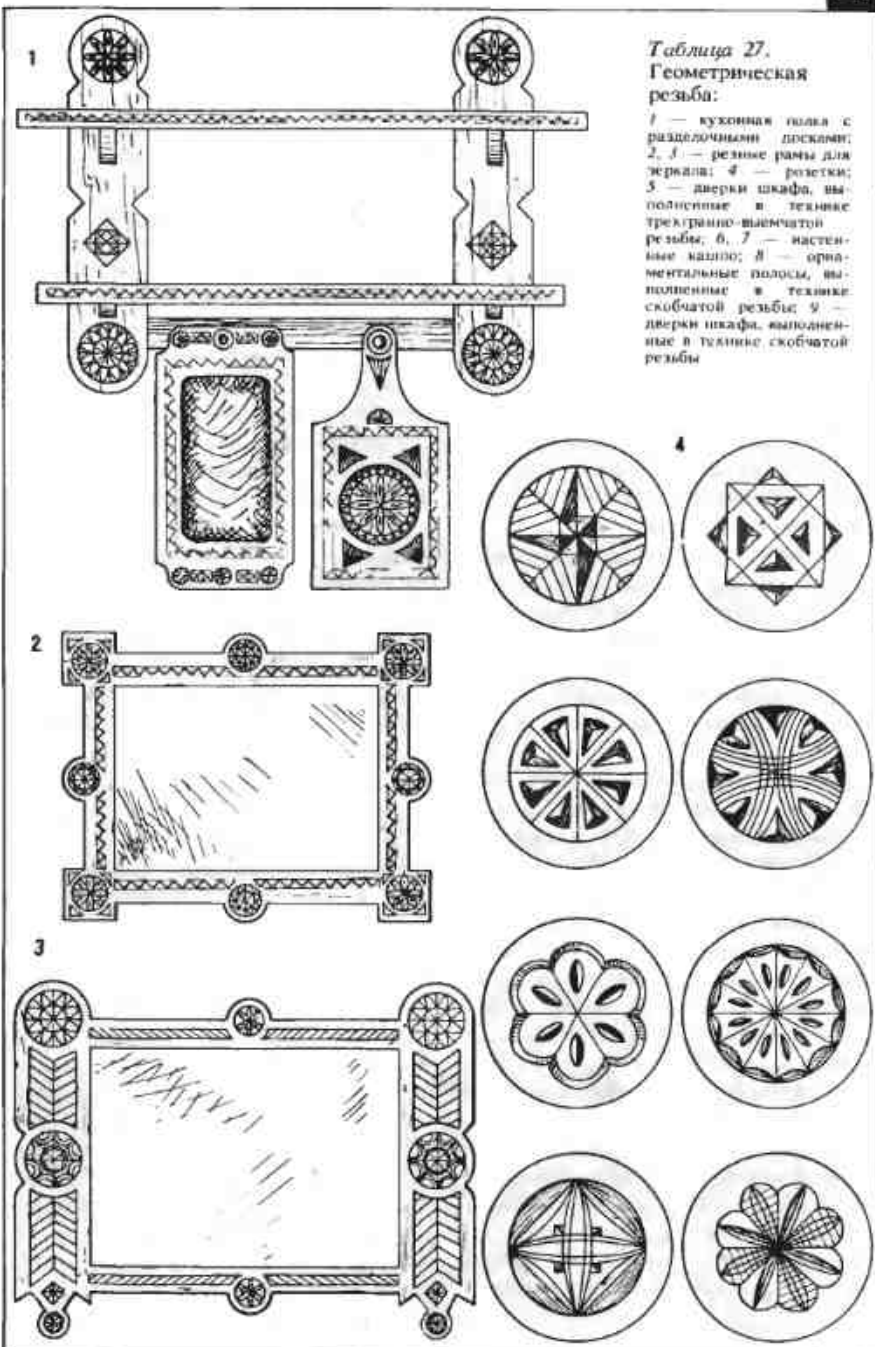 Таблица 27.
Геометрическая
резьба:
1 — кухонная полка с
разделочными досками;
2, 3 — резные рамы для
зеркала; 4 — розетки;
5 — дверки шкафа, вы-
полненные в технике
трехгранно-выемчатой
резьбы; 6, 7 — настен-
ные кашпо; 8 — орна-
ментальные полосы, вы-
полненные в технике
скобчатой резьбы; 9 —
дверки шкафа, выполнен-
ные в технике скобчатой
резьбы
1
4
2
3